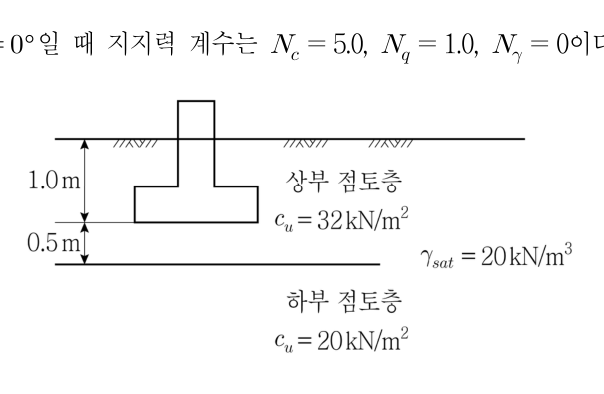 = 0°일 때 지지력 계수는 N_c = 5.0, N_q = 1.0, N_γ = 0이다
1.0 m
상부 점토층
c_u = 32 kN/m²
0.5 m
γ_sat = 20 kN/m³
하부 점토층
c_u = 20 kN/m²